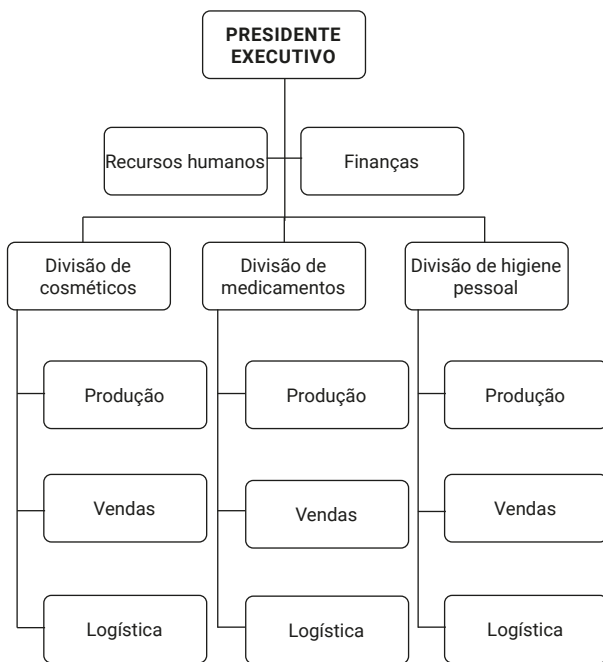 PRESIDENTE
EXECUTIVO
Recursos humanos
Finanças
Divisão de
cosméticos
Divisão de
medicamentos
Divisão de higiene
pessoal
Produção
Produção
Produção
Vendas
Vendas
Vendas
Logística
Logística
Logística